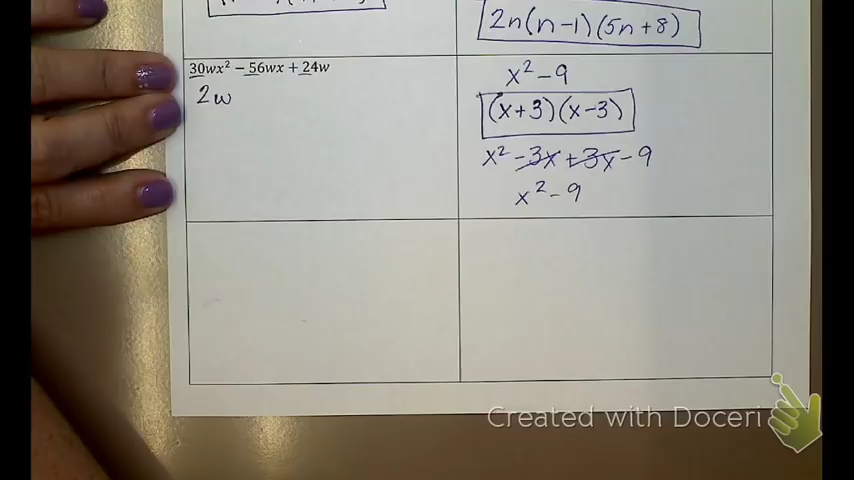 2n(n-1)(5n+8)
30wx² − 56wx + 24w
2w
x² - 9
(x+3)(x-3)
x² - 3x + 3x - 9
x² - 9
Created with Doceri